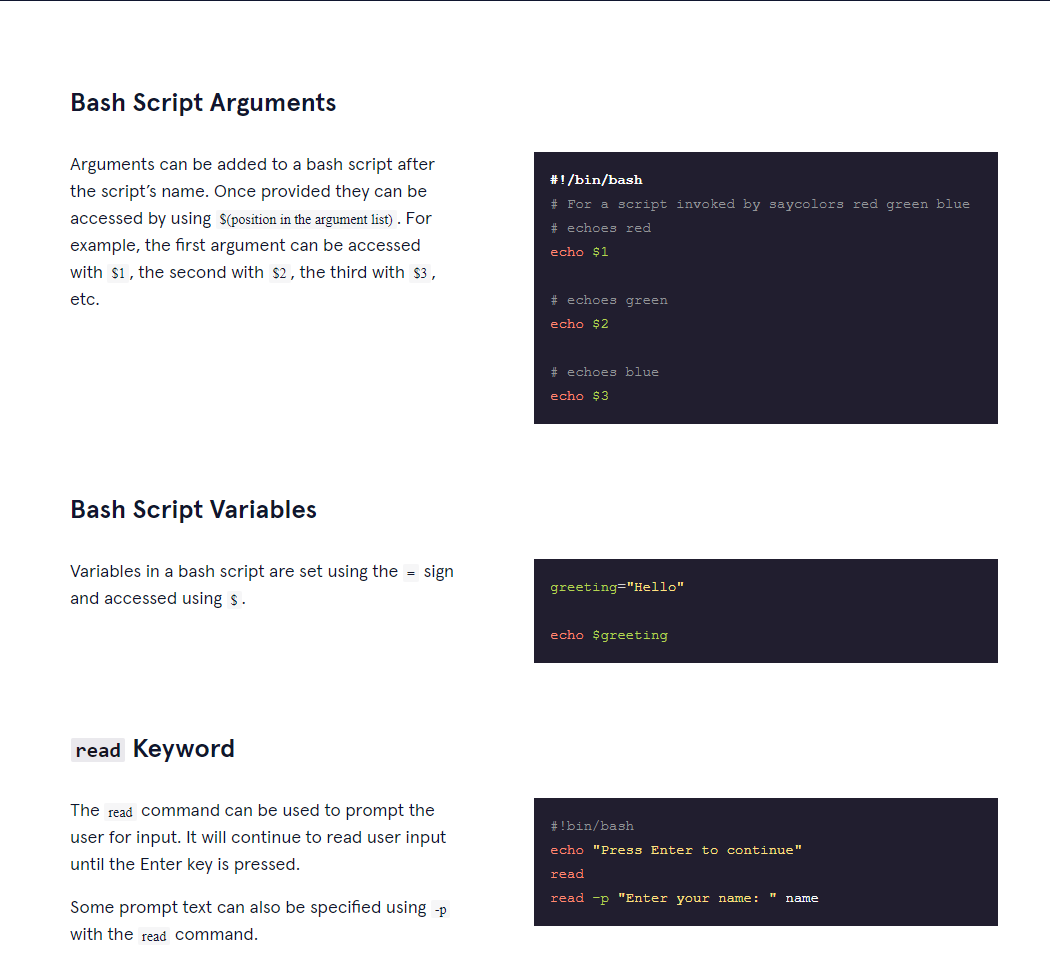 Bash Script Arguments
Arguments can be added to a bash script after
the script’s name. Once provided they can be
accessed by using $(position in the argument list) . For
example, the first argument can be accessed
with $1 , the second with $2 , the third with $3 ,
etc.
#!/bin/bash
# For a script invoked by saycolors red green blue
# echoes red
echo $1
# echoes green
echo $2
# echoes blue
echo $3
Bash Script Variables
Variables in a bash script are set using the = sign
and accessed using $ .
greeting="Hello"
echo $greeting
read Keyword
The read command can be used to prompt the
user for input. It will continue to read user input
until the Enter key is pressed.
Some prompt text can also be specified using -p
with the read command.
#!bin/bash
echo "Press Enter to continue"
read
read -p "Enter your name: " name